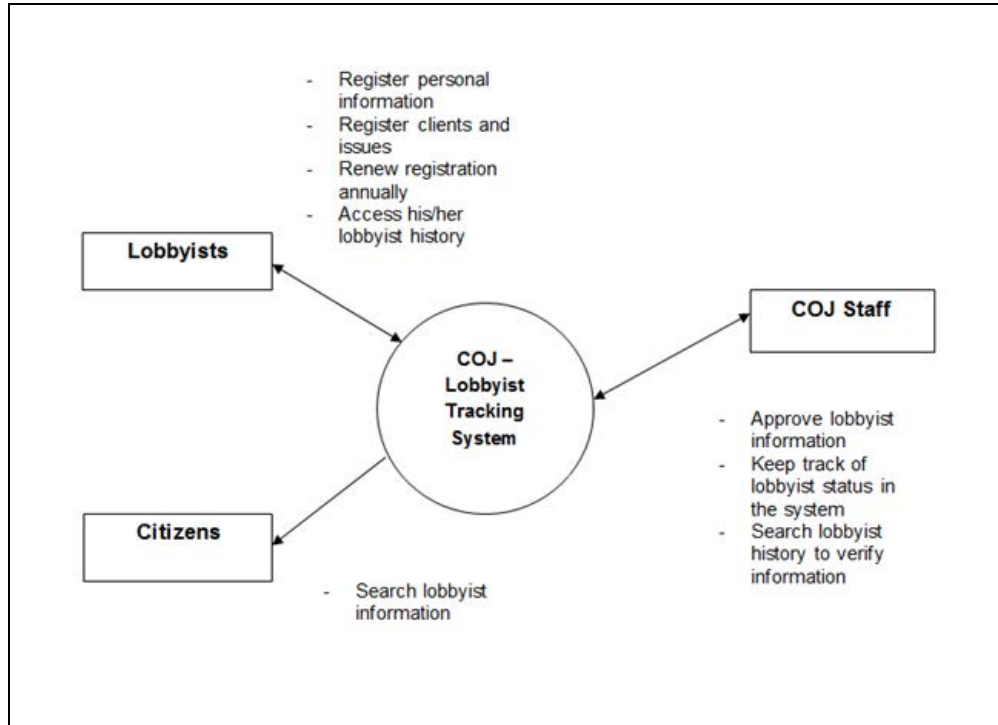 - Register personal
information
- Register clients and
issues
- Renew registration
annually
- Access his/her
lobbyist history
Lobbyists
COJ Staff
COJ –
Lobbyist
Tracking
System
- Approve lobbyist
information
- Keep track of
lobbyist status in
the system
- Search lobbyist
history to verify
information
Citizens
- Search lobbyist
information